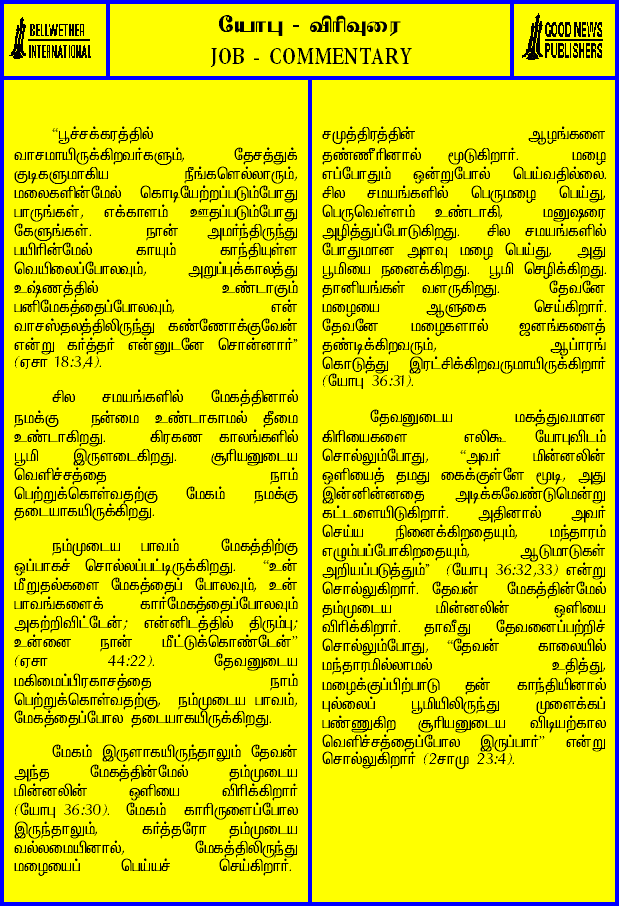 BELLWETHER
INTERNATIONAL
யோபு - விரிவுரை
JOB - COMMENTARY
GOOD NEWS
PUBLISHERS
“பூச்சக்கரத்தில்
வாசமாயிருக்கிறவர்களும், தேசத்துக்
குடிகளுமாகிய நீங்களெல்லாரும்,
மலைகளின்மேல் கொடியேற்றப்படும்போது
பாருங்கள், எக்காளம் ஊதப்படும்போது
கேளுங்கள். நான் அமர்ந்திருந்து
பயிரின்மேல் காயும் காந்தியுள்ள
வெயிலைப்போலவும், அறுப்புக்காலத்து
உஷ்ணத்தில் உண்டாகும்
பனிமேகத்தைப்போலவும், என்
வாசஸ்தலத்திலிருந்து கண்ணோக்குவேன்
என்று கர்த்தர் என்னுடனே சொன்னார்”
(ஏசா 18:3,4).
சில சமயங்களில் மேகத்தினால்
நமக்கு நன்மை உண்டாகாமல் தீமை
உண்டாகிறது. கிரகண காலங்களில்
பூமி இருளடைகிறது. சூரியனுடைய
வெளிச்சத்தை நாம்
பெற்றுக்கொள்வதற்கு மேகம் நமக்கு
தடையாகயிருக்கிறது.
நம்முடைய பாவம் மேகத்திற்கு
ஒப்பாகச் சொல்லப்பட்டிருக்கிறது. “உன்
மீறுதல்களை மேகத்தைப் போலவும், உன்
பாவங்களைக் கார்மேகத்தைப்போலவும்
அகற்றிவிட்டேன்; என்னிடத்தில் திரும்பு;
உன்னை நான் மீட்டுக்கொண்டேன்”
(ஏசா 44:22). தேவனுடைய
மகிமைப்பிரகாசத்தை நாம்
பெற்றுக்கொள்வதற்கு, நம்முடைய பாவம்,
மேகத்தைப்போல தடையாகயிருக்கிறது.
மேகம் இருளாகயிருந்தாலும் தேவன்
அந்த மேகத்தின்மேல் தம்முடைய
மின்னலின் ஒளியை விரிக்கிறார்
(யோபு 36:30). மேகம் காரிருளைப்போல
இருந்தாலும், கர்த்தரோ தம்முடைய
வல்லமையினால், மேகத்திலிருந்து
மழையைப் பெய்யச் செய்கிறார்.
சமுத்திரத்தின் ஆழங்களை
தண்ணீரினால் மூடுகிறார். மழை
எப்போதும் ஒன்றுபோல் பெய்வதில்லை.
சில சமயங்களில் பெருமழை பெய்து,
பெருவெள்ளம் உண்டாகி, மனுஷரை
அழித்துப்போடுகிறது. சில சமயங்களில்
போதுமான அளவு மழை பெய்து, அது
பூமியை நனைக்கிறது. பூமி செழிக்கிறது.
தானியங்கள் வளருகிறது. தேவனே
மழையை ஆளுகை செய்கிறார்.
தேவனே மழைகளால் ஜனங்களைத்
தண்டிக்கிறவரும், ஆப்ாரங்
கொடுத்து இரட்சிக்கிறவருமாயிருக்கிறார்
(யோபு 36:31).
தேவனுடைய மகத்துவமான
கிரியைகளை எலிகூ யோபுவிடம்
சொல்லும்போது, “அவர் மின்னலின்
ஒளியைத் தமது கைக்குள்ளே மூடி, அது
இன்னின்னதை அடிக்கவேண்டுமென்று
கட்டளையிடுகிறார். அதினால் அவர்
செய்ய நினைக்கிறதையும், மந்தாரம்
எழும்பப்போகிறதையும், ஆடுமாடுகள்
அறியப்படுத்தும்” (யோபு 36:32,33) என்று
சொல்லுகிறார். தேவன் மேகத்தின்மேல்
தம்முடைய மின்னலின் ஒளியை
விரிக்கிறார். தாவீது தேவனைப்பற்றிச்
சொல்லும்போது, “தேவன் காலையில்
மந்தாரமில்லாமல் உதித்து,
மழைக்குப்பிற்பாடு தன் காந்தியினால்
புல்லைப் பூமியிலிருந்து முளைக்கப்
பண்ணுகிற சூரியனுடைய விடியற்கால
வெளிச்சத்தைப்போல இருப்பார்” என்று
சொல்லுகிறார் (2சாமு 23:4).